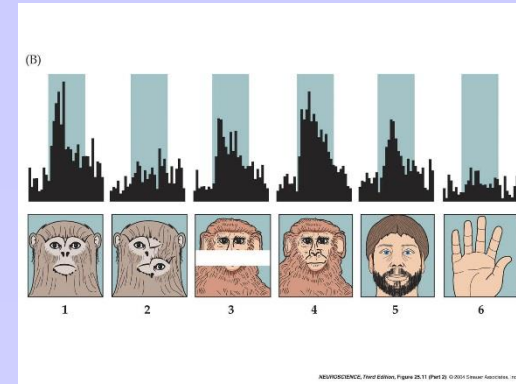 (B)
1 2 3 4 5 6
NEUROSCIENCE, Third Edition, Figure 25.11 (Part 2) © 2004 Sinauer Associates, Inc.